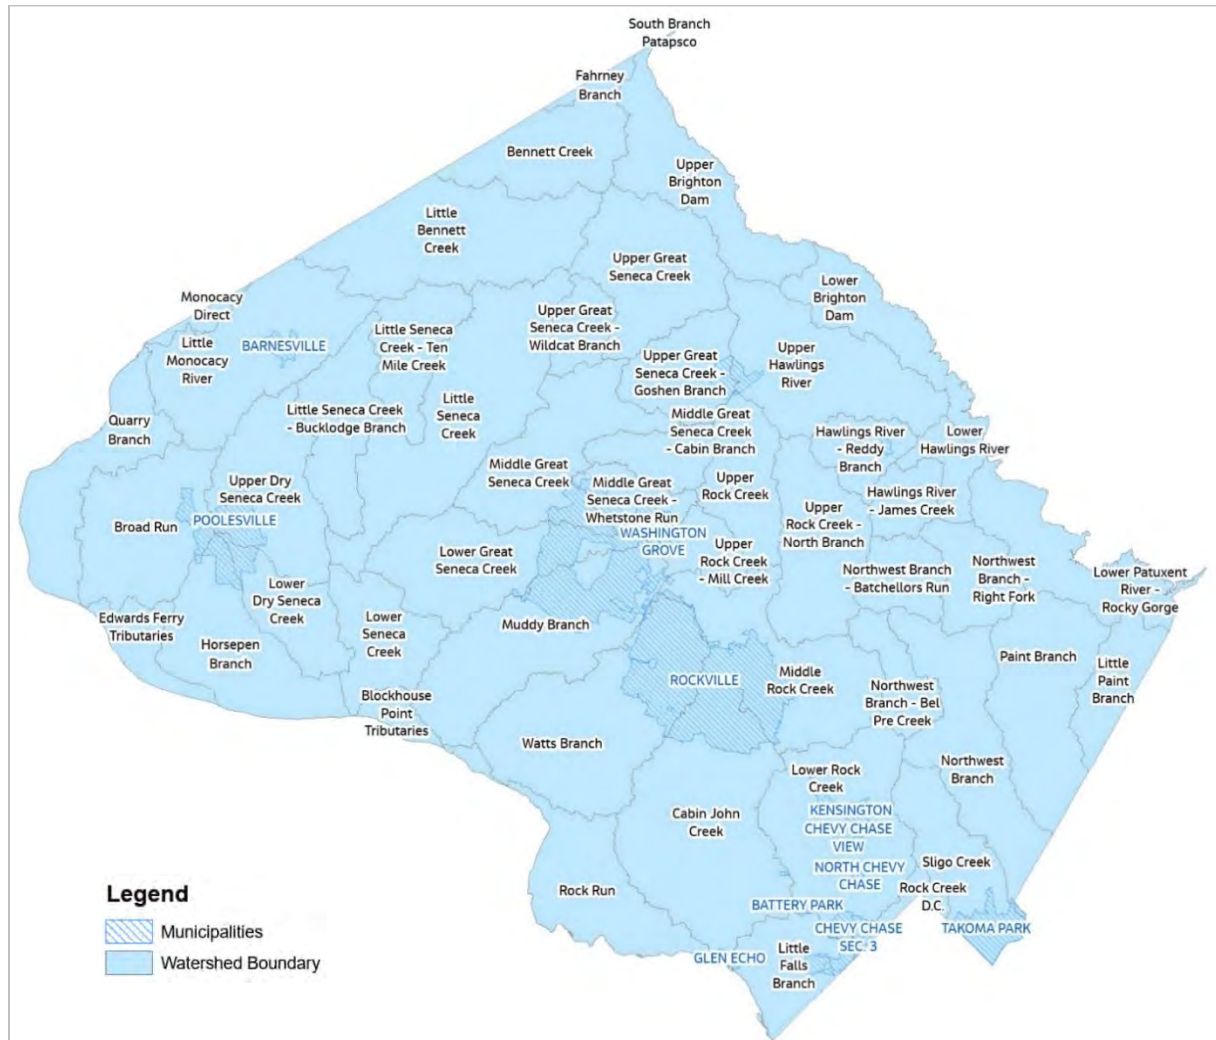 South Branch
Patapsco
Fahrney
Branch
Bennett Creek
Upper
Brighton
Dam
Little
Bennett
Creek
Upper Great
Seneca Creek
Lower
Brighton
Dam
Monocacy
Direct
Little
Monocacy
River
BARNESVILLE
Little Seneca
Creek - Ten
Mile Creek
Upper Great
Seneca Creek -
Wildcat Branch
Upper Great
Seneca Creek -
Goshen Branch
Upper
Hawlings
River
Quarry
Branch
Little Seneca Creek
- Bucklodge Branch
Little
Seneca
Creek
Middle Great
Seneca Creek
- Cabin Branch
Hawlings River
- Reddy
Branch
Lower
Hawlings River
Upper Dry
Seneca Creek
Middle Great
Seneca Creek
Middle Great
Seneca Creek -
Whetstone Run
Upper
Rock Creek
Hawlings River
- James Creek
Broad Run
POOLESVILLE
WASHINGTON
GROVE
Upper
Rock Creek -
North Branch
Lower Great
Seneca Creek
Upper
Rock Creek
- Mill Creek
Northwest Branch
- Batchellors Run
Northwest
Branch -
Right Fork
Lower Patuxent
River -
Rocky Gorge
Lower
Dry Seneca
Creek
Edwards Ferry
Tributaries
Horsepen
Branch
Lower
Seneca
Creek
Muddy Branch
Paint Branch
Little
Paint
Branch
ROCKVILLE
Middle
Rock Creek
Northwest
Branch - Bel
Pre Creek
Blockhouse
Point
Tributaries
Watts Branch
Lower Rock
Creek
Northwest
Branch
Cabin John
Creek
KENSINGTON
CHEVY CHASE
VIEW
NORTH CHEVY
CHASE
Sligo Creek
Rock Creek
D.C.
Rock Run
BATTERY PARK
CHEVY CHASE
SEC. 3
TAKOMA PARK
GLEN ECHO
Little
Falls
Branch
Legend
Municipalities
Watershed Boundary